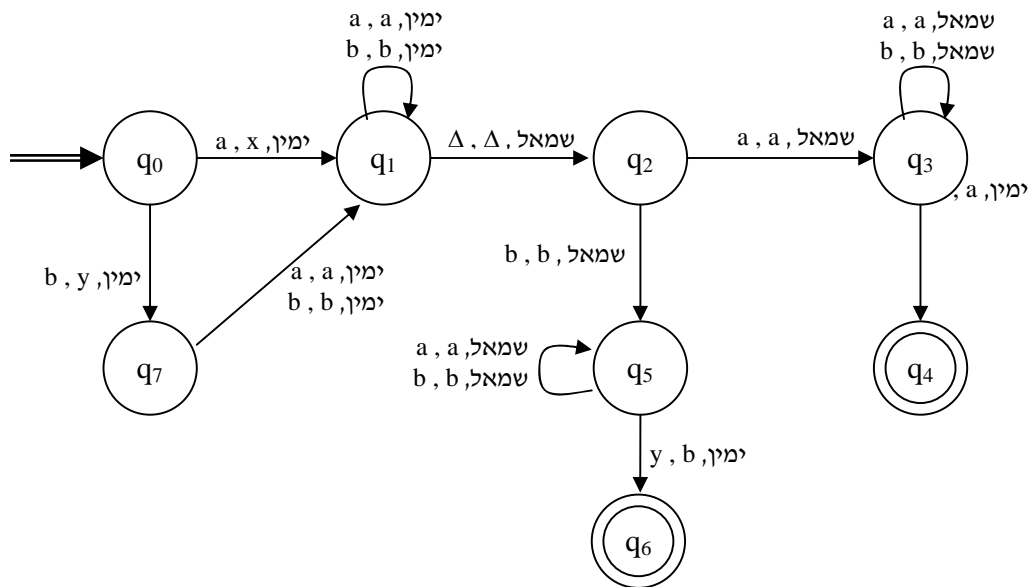 a , a ,ימין
b , b ,ימין
a , a ,שמאל
b , b ,שמאל
q0
a , x ,ימין
q1
Δ , Δ ,שמאל
q2
a , a ,שמאל
q3
, a ,ימין
b , y ,ימין
a , a ,ימין
b , b ,ימין
b , b ,שמאל
q7
a , a ,שמאל
b , b ,שמאל
q5
q4
y , b ,ימין
q6